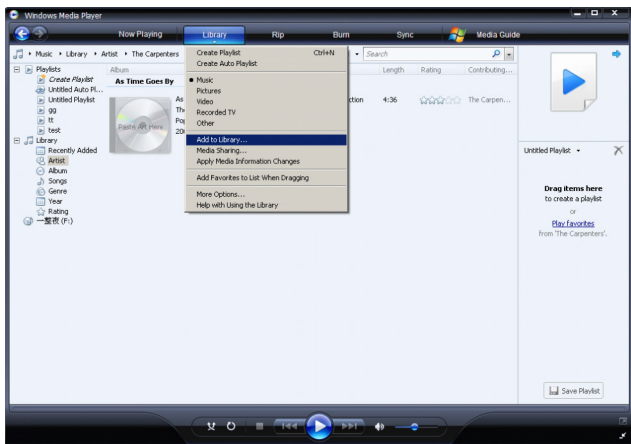 Windows Media Player
Now Playing Library Rip Burn Sync Media Guide
Music Library Artist The Carpenters
Search
Create Playlist Ctrl+N
Create Auto Playlist
Music
Pictures
Video
Recorded TV
Other
Add to Library...
Media Sharing...
Apply Media Information Changes
Add Favorites to List When Dragging
More Options...
Help with Using the Library
Playlists
Create Playlist
Untitled Auto Pl...
Untitled Playlist
gg
tt
test
Library
Recently Added
Artist
Album
Songs
Genre
Year
Rating
一整夜 (F:)
Album
Length Rating Contributing...
As Time Goes By
Paste Art Here
As
The
Pop
200
ction 4:36 The Carpen...
Untitled Playlist
Drag items here
to create a playlist
or
Play favorites
from 'The Carpenters'.
Save Playlist